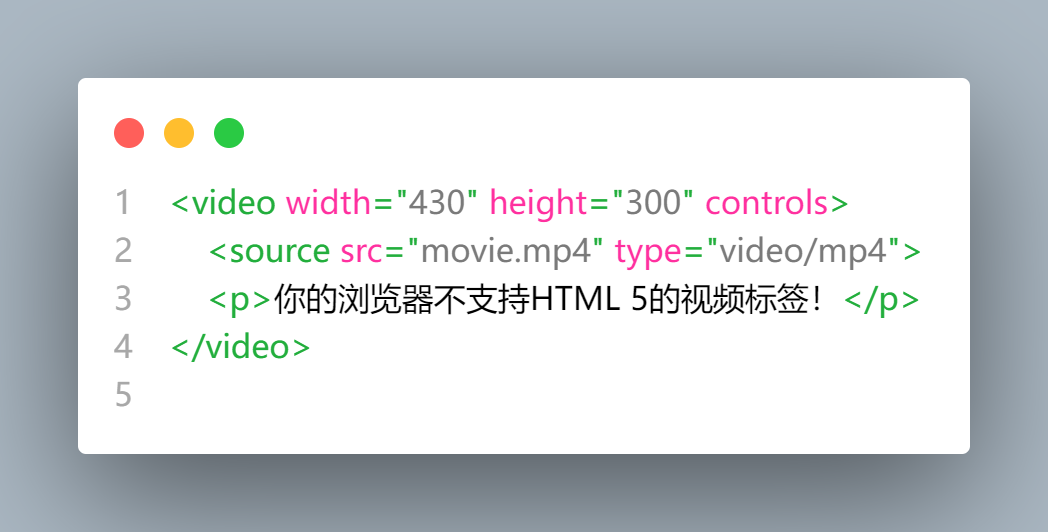 1 <video width="430" height="300" controls>
2 <source src="movie.mp4" type="video/mp4">
3 <p>你的浏览器不支持HTML 5的视频标签！</p>
4 </video>
5